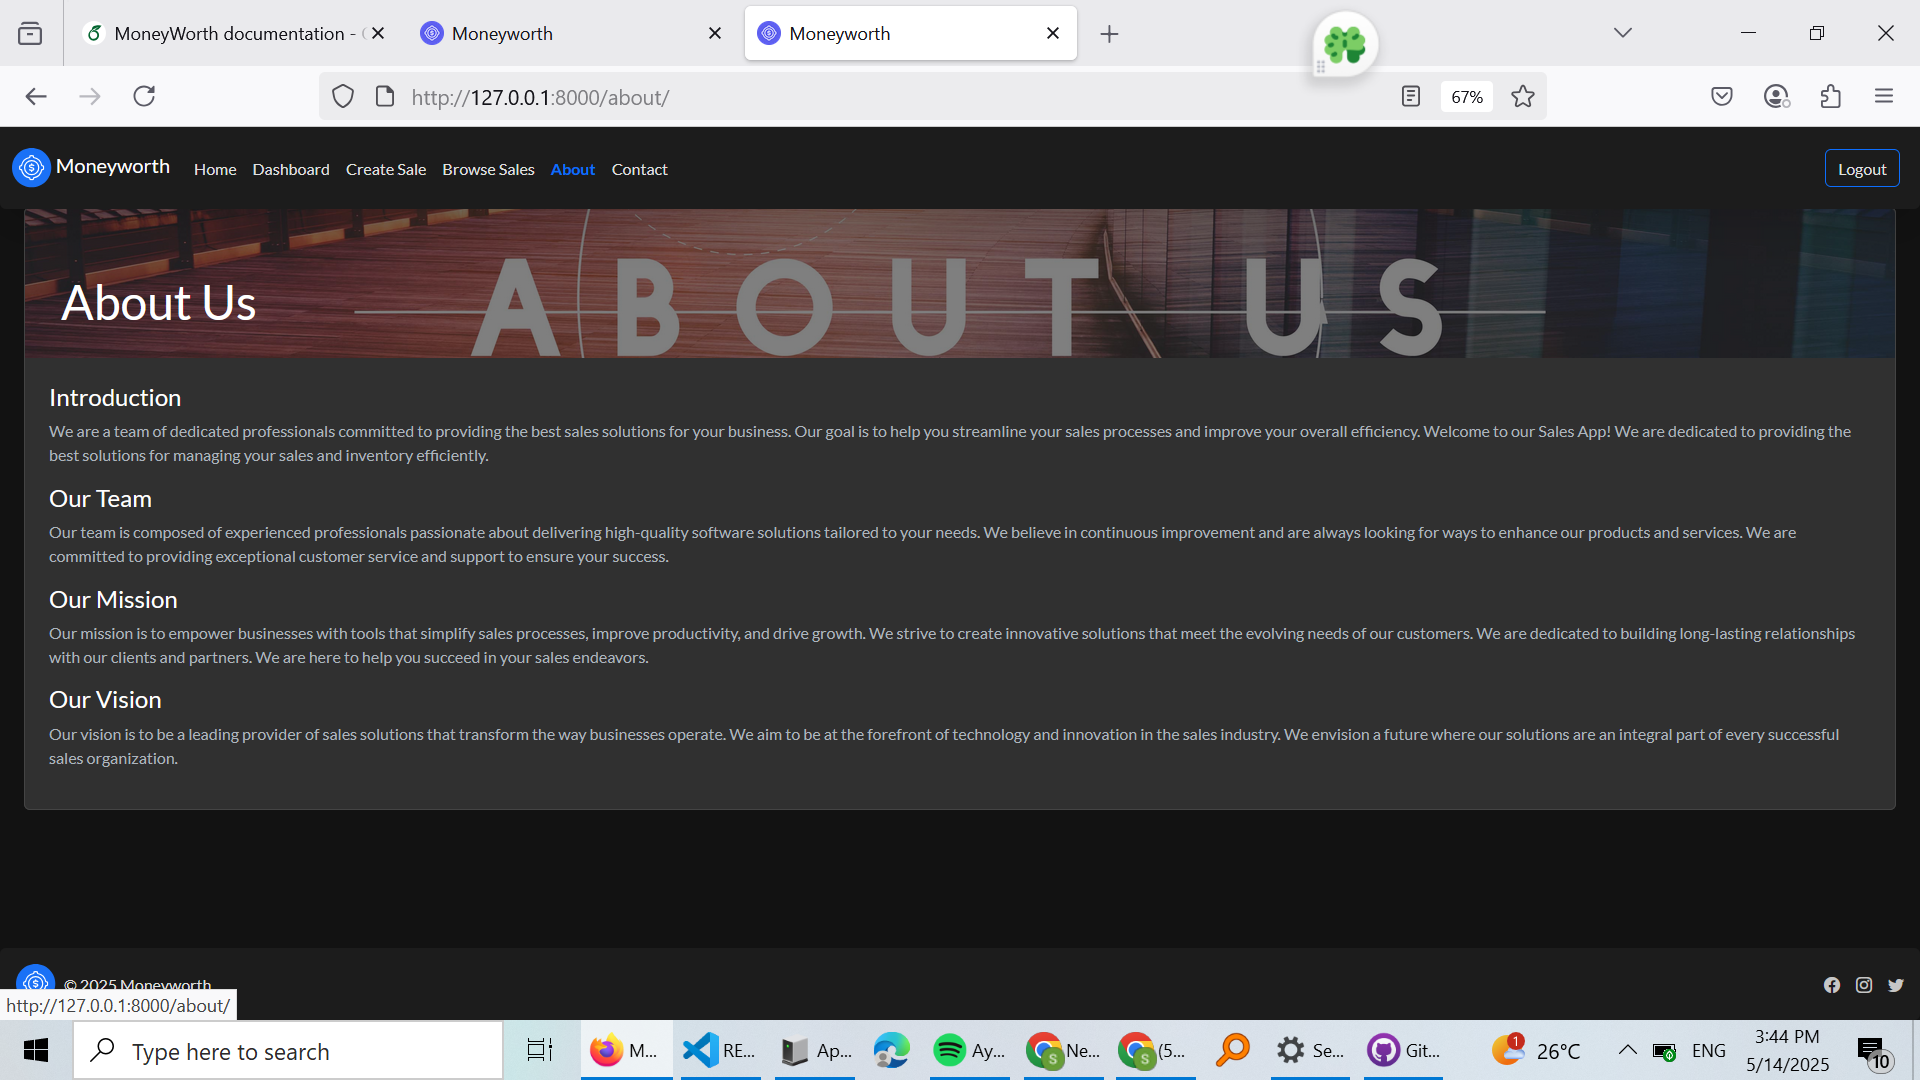 MoneyWorth documentation -
Moneyworth
Moneyworth
http://127.0.0.1:8000/about/
67%
Moneyworth
Home
Dashboard
Create Sale
Browse Sales
About
Contact
Logout
ABOUT US
About Us
Introduction
We are a team of dedicated professionals committed to providing the best sales solutions for your business. Our goal is to help you streamline your sales processes and improve your overall efficiency. Welcome to our Sales App! We are dedicated to providing the
best solutions for managing your sales and inventory efficiently.
Our Team
Our team is composed of experienced professionals passionate about delivering high-quality software solutions tailored to your needs. We believe in continuous improvement and are always looking for ways to enhance our products and services. We are
committed to providing exceptional customer service and support to ensure your success.
Our Mission
Our mission is to empower businesses with tools that simplify sales processes, improve productivity, and drive growth. We strive to create innovative solutions that meet the evolving needs of our customers. We are dedicated to building long-lasting relationships
with our clients and partners. We are here to help you succeed in your sales endeavors.
Our Vision
Our vision is to be a leading provider of sales solutions that transform the way businesses operate. We aim to be at the forefront of technology and innovation in the sales industry. We envision a future where our solutions are an integral part of every successful
sales organization.
© 2025 Moneyworth
http://127.0.0.1:8000/about/
Type here to search
M...
RE...
Ap...
Ay...
S
Ne...
S
(5...
Se...
Git...
1
26°C
ENG
3:44 PM
5/14/2025
10